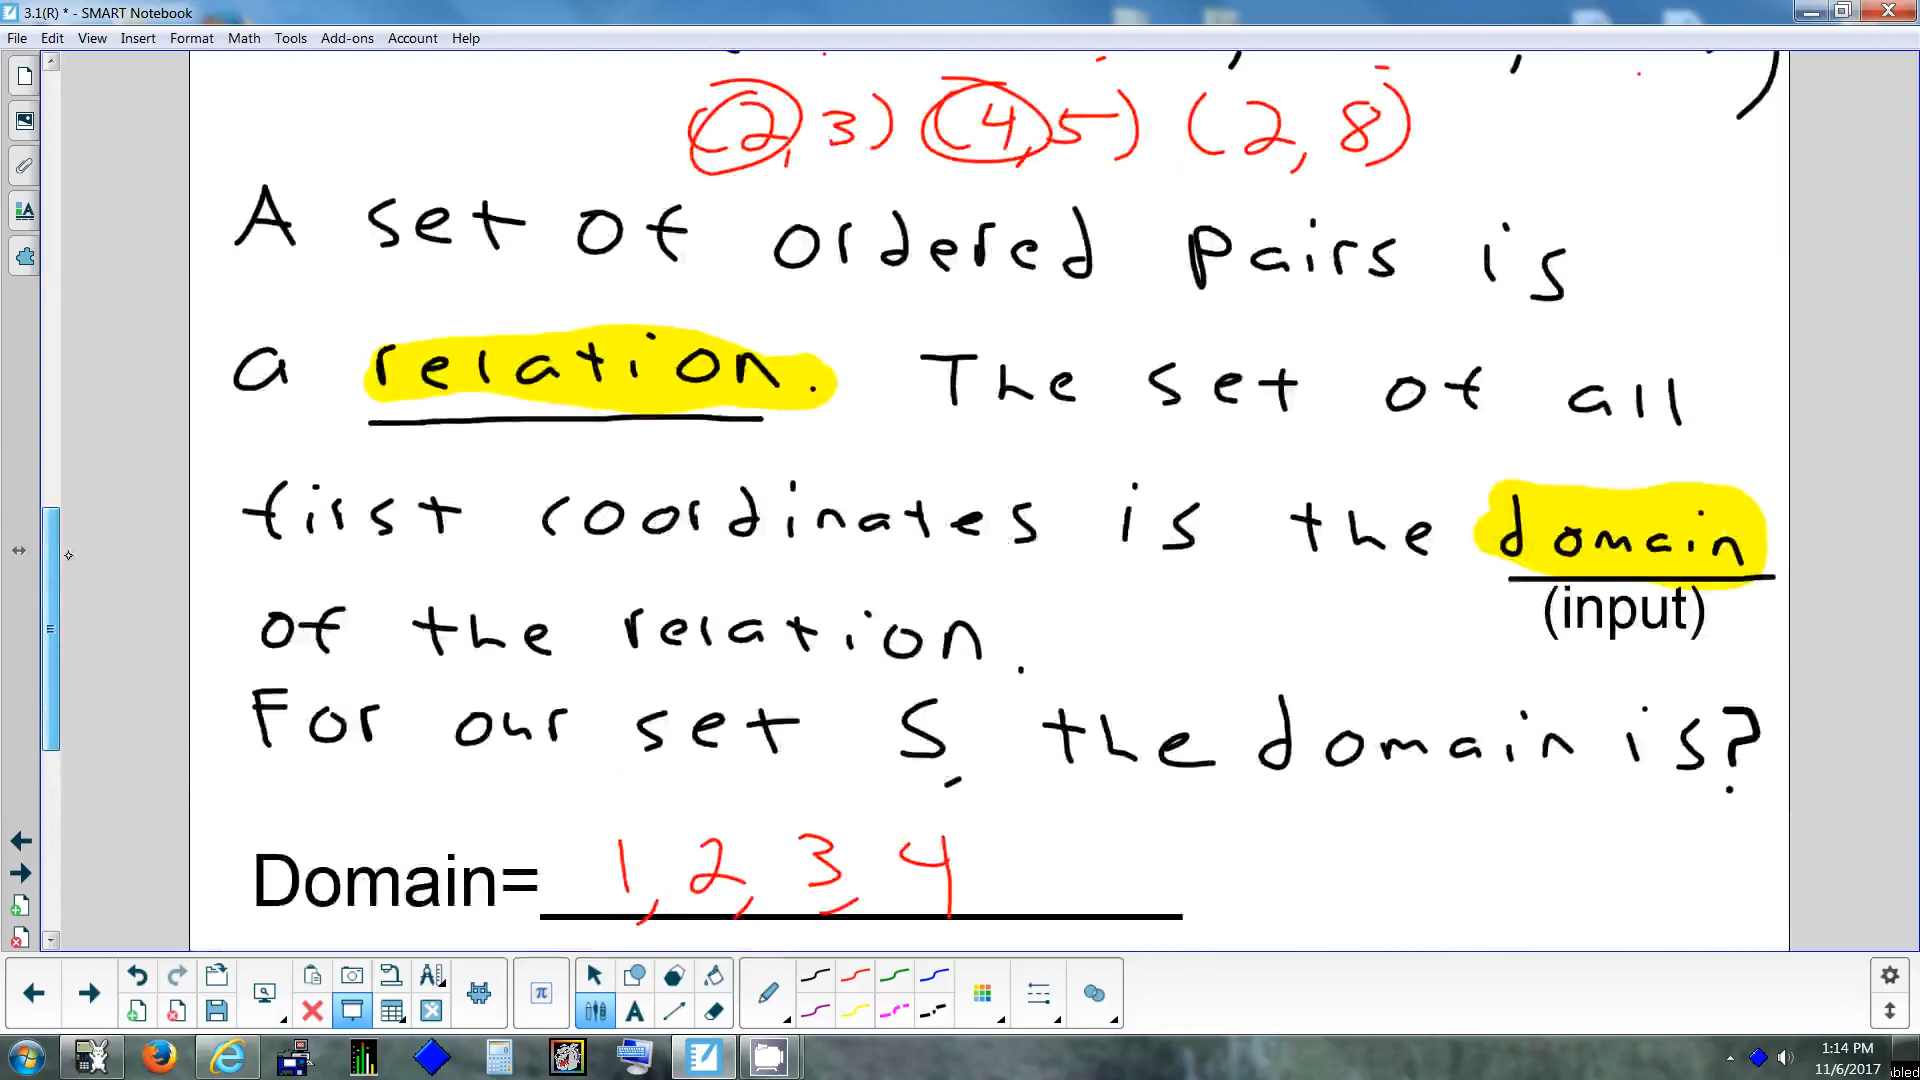 3.1(R) * - SMART Notebook
File Edit View Insert Format Math Tools Add-ons Account Help
(2, 3) (4, 5) (2, 8)
A set of ordered pairs is
a relation. The set of all
first coordinates is the domain
(input)
of the relation.
For our set S, the domain is?
Domain= 1, 2, 3, 4
π
A
1:14 PM
11/6/2017
bled